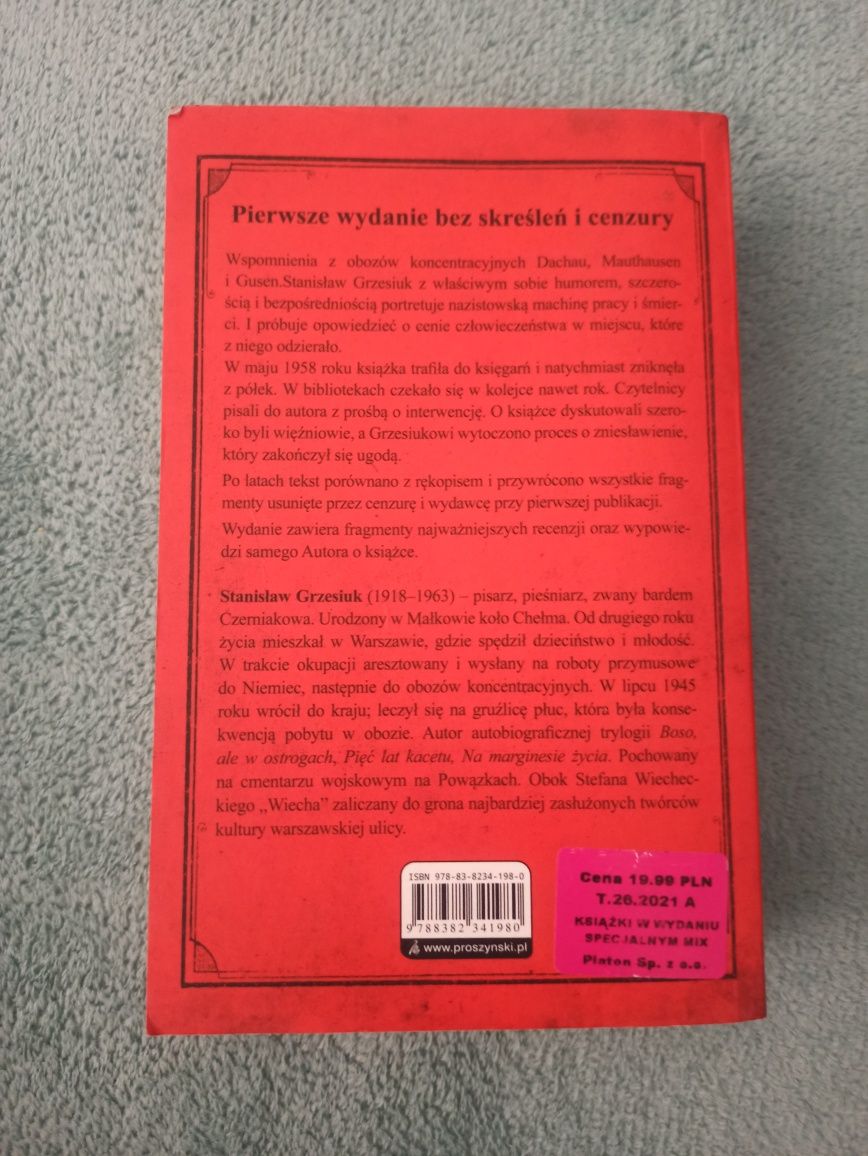 Pierwsze wydanie bez skreśleń i cenzury
Wspomnienia z obozów koncentracyjnych Dachau, Mauthausen
i Gusen.Stanisław Grzesiuk z właściwym sobie humorem, szczero-
ścią i bezpośredniością portretuje nazistowską machinę pracy i śmier-
ci. I próbuje opowiedzieć o cenie człowieczeństwa w miejscu, które
z niego odzierało.
W maju 1958 roku książka trafiła do księgarń i natychmiast zniknęła
z półek. W bibliotekach czekało się w kolejce nawet rok. Czytelnicy
pisali do autora z prośbą o interwencję. O książce dyskutowali szero-
ko byli więźniowie, a Grzesiukowi wytoczono proces o zniesławienie,
który zakończył się ugodą.
Po latach tekst porównano z rękopisem i przywrócono wszystkie frag-
menty usunięte przez cenzurę i wydawcę przy pierwszej publikacji.
Wydanie zawiera fragmenty najważniejszych recenzji oraz wypowie-
dzi samego Autora o książce.
Stanisław Grzesiuk (1918–1963) – pisarz, pieśniarz, zwany bardem
Czerniakowa. Urodzony w Małkowie koło Chełma. Od drugiego roku
życia mieszkał w Warszawie, gdzie spędził dzieciństwo i młodość.
W trakcie okupacji aresztowany i wysłany na roboty przymusowe
do Niemiec, następnie do obozów koncentracyjnych. W lipcu 1945
roku wrócił do kraju; leczył się na gruźlicę płuc, która była konse-
kwencją pobytu w obozie. Autor autobiograficznej trylogii Boso,
ale w ostrogach, Pięć lat kacetu, Na marginesie życia. Pochowany
na cmentarzu wojskowym na Powązkach. Obok Stefana Wiechec-
kiego „Wiecha” zaliczany do grona najbardziej zasłużonych twórców
kultury warszawskiej ulicy.
ISBN 978-83-8234-198-0
9 788382 341980
www.proszynski.pl
Cena 19.99 PLN
T.26.2021 A
KSIĄŻKI W WYDANIU
SPECJALNYM MIX
Platon Sp. z o.o.